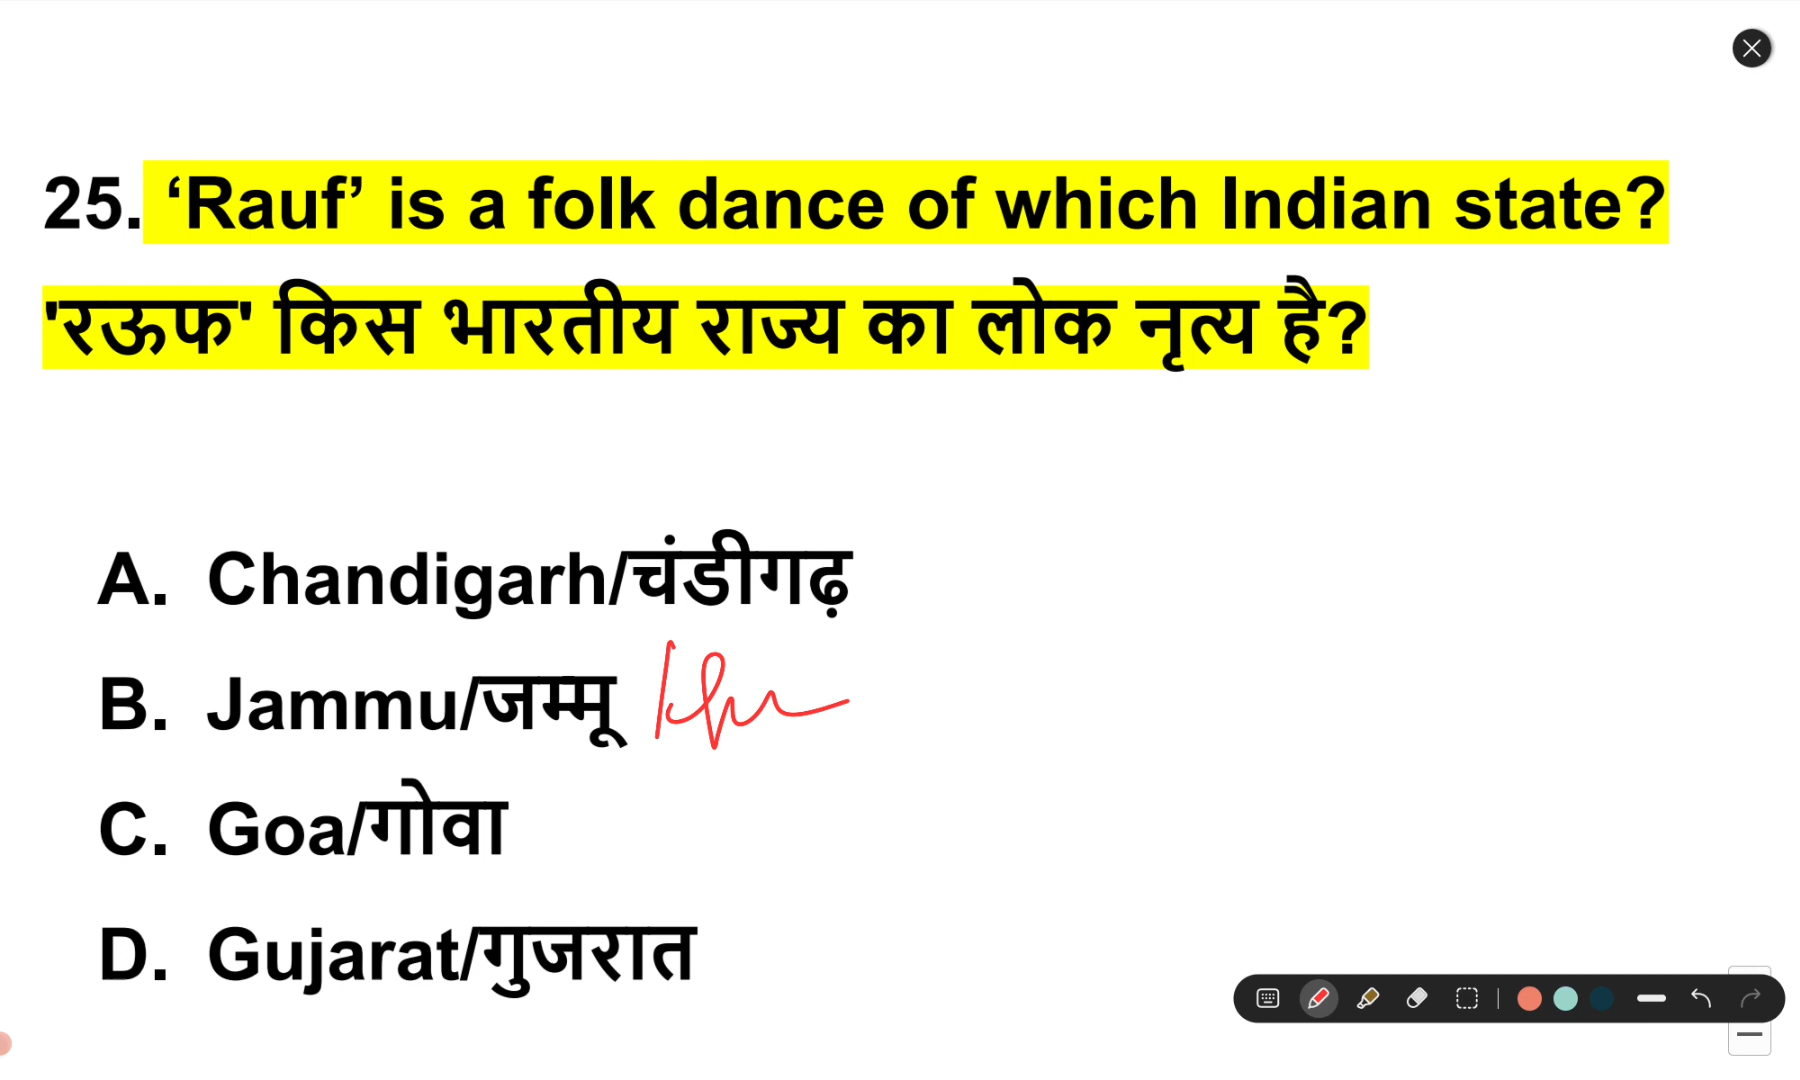 25. ‘Rauf’ is a folk dance of which Indian state?
'रऊफ' किस भारतीय राज्य का लोक नृत्य है?
A. Chandigarh/चंडीगढ़
B. Jammu/जम्मू
C. Goa/गोवा
D. Gujarat/गुजरात